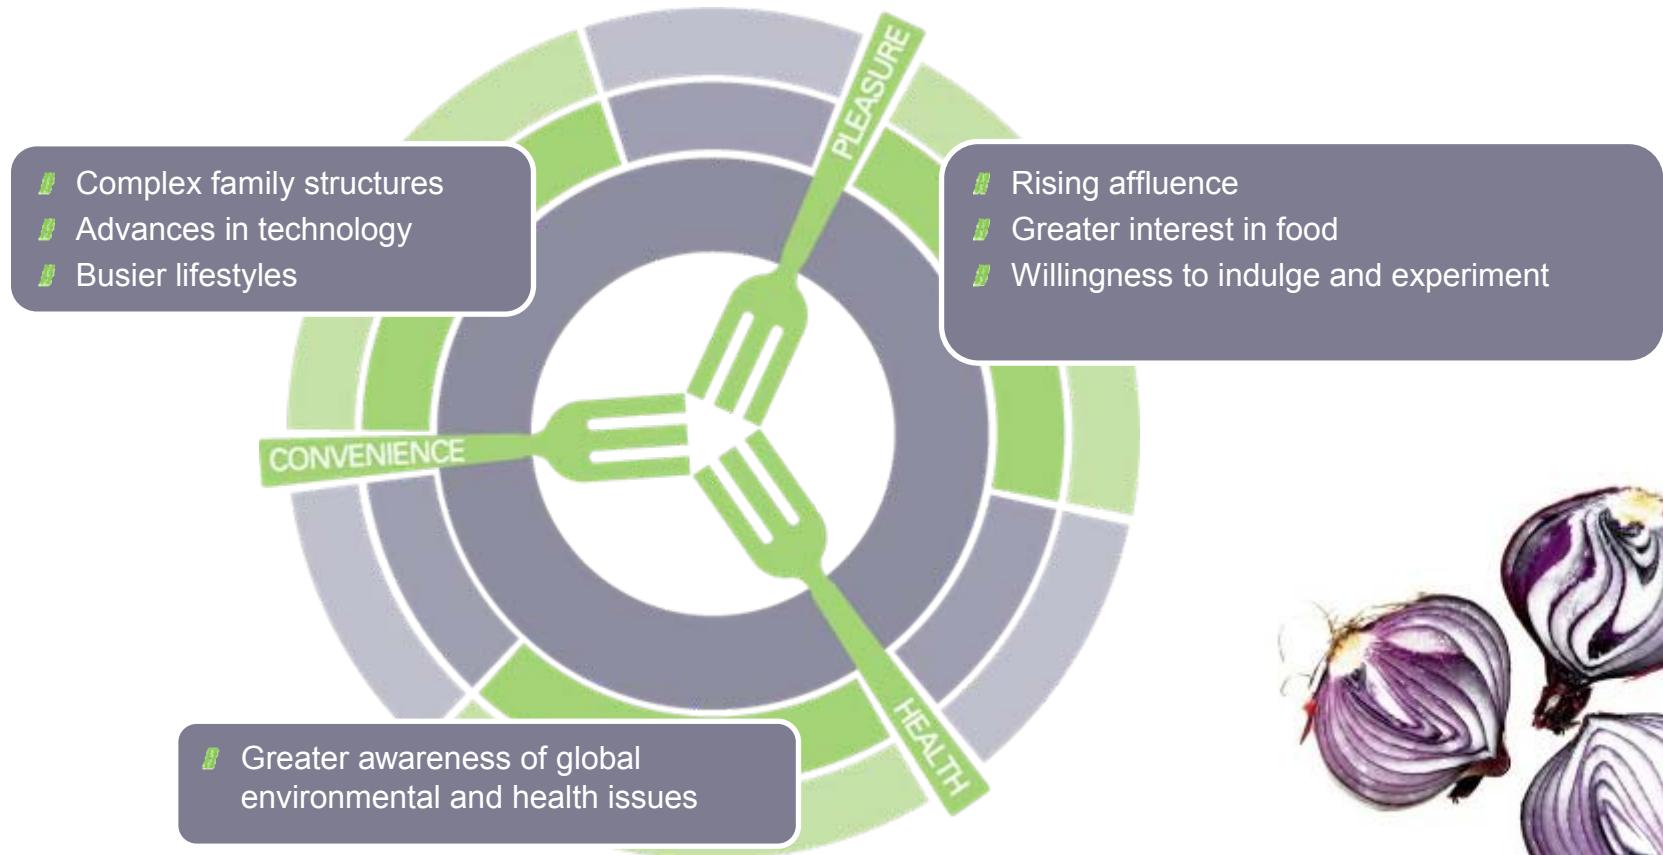 PLEASURE
Complex family structures
Advances in technology
Busier lifestyles
Rising affluence
Greater interest in food
Willingness to indulge and experiment
CONVENIENCE
HEALTH
Greater awareness of global
environmental and health issues